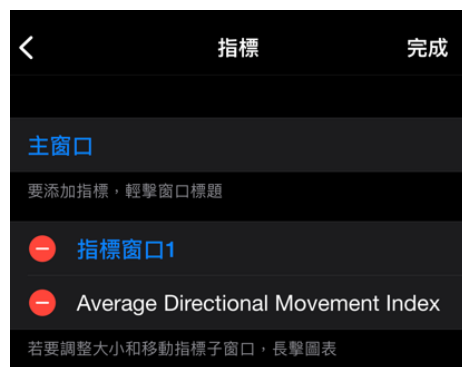 指標
完成
主窗口
要添加指標，輕擊窗口標題
指標窗口1
Average Directional Movement Index
若要調整大小和移動指標子窗口，長擊圖表